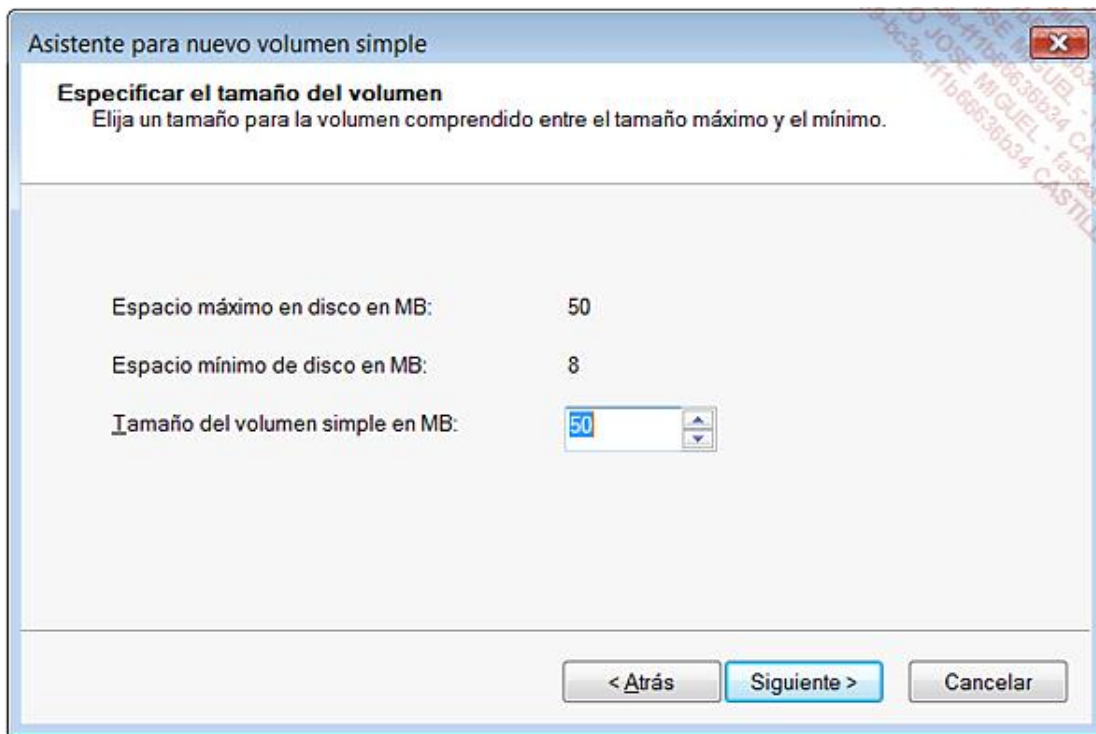 Asistente para nuevo volumen simple
Especificar el tamaño del volumen
Elija un tamaño para la volumen comprendido entre el tamaño máximo y el mínimo.
Espacio máximo en disco en MB: 50
Espacio mínimo de disco en MB: 8
Tamaño del volumen simple en MB: 50
< Atrás Siguiente > Cancelar